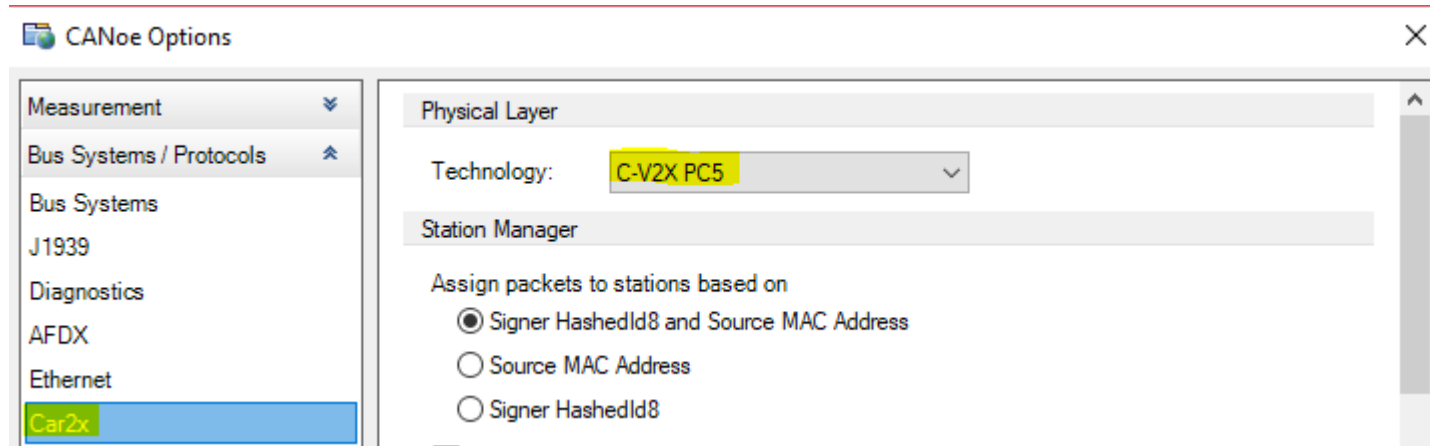 CANoe Options
Measurement
Bus Systems / Protocols
Bus Systems
J1939
Diagnostics
AFDX
Ethernet
Car2x
Physical Layer
Technology: C-V2X PC5
Station Manager
Assign packets to stations based on
Signer HashedId8 and Source MAC Address
Source MAC Address
Signer HashedId8